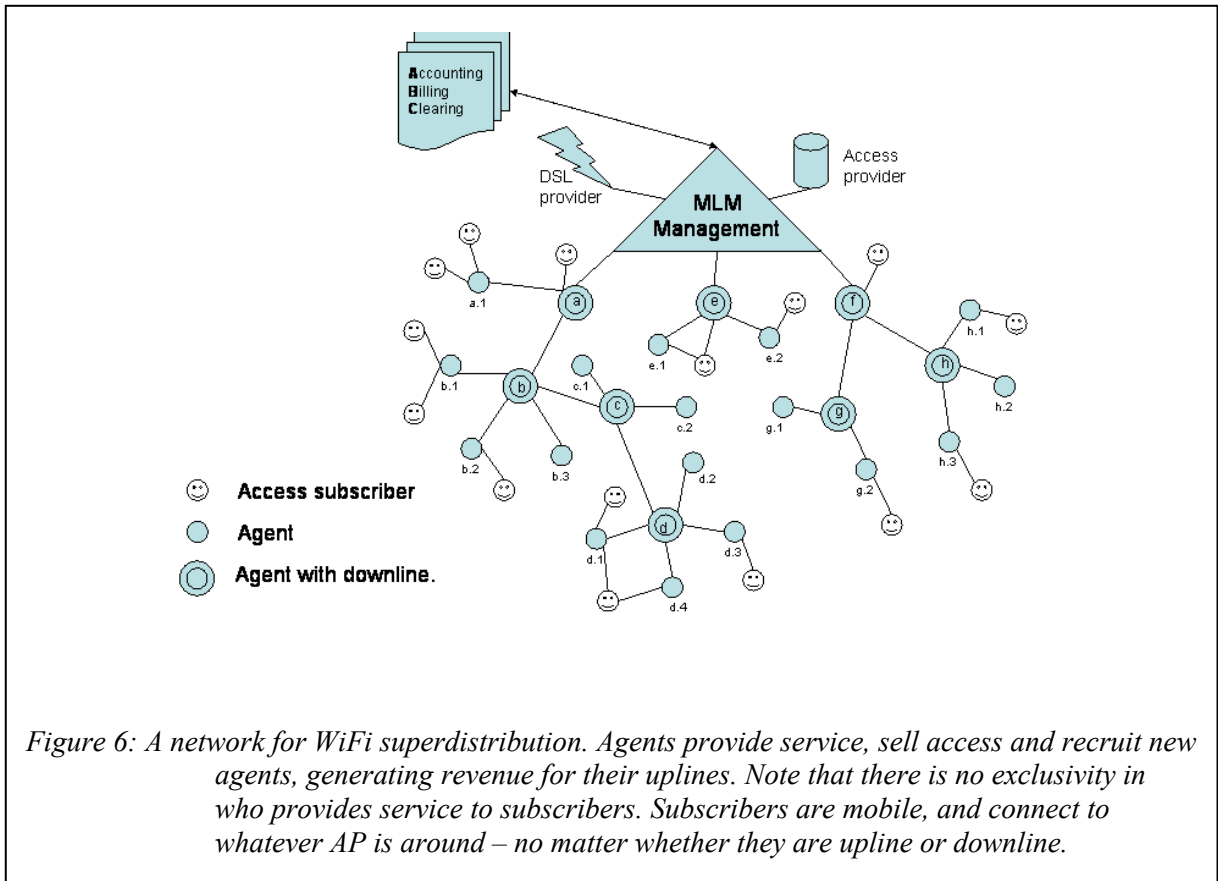 Accounting
Billing
Clearing
DSL
provider
Access
provider
MLM
Management
a
e
f
a.1
h.1
e.1
e.2
b.1
b
c.1
c
c.2
h
h.2
g.1
g
b.2
b.3
d.2
g.2
h.3
d
d.1
d.3
d.4
Access subscriber
Agent
Agent with downline.
Figure 6: A network for WiFi superdistribution. Agents provide service, sell access and recruit new
agents, generating revenue for their uplines. Note that there is no exclusivity in
who provides service to subscribers. Subscribers are mobile, and connect to
whatever AP is around – no matter whether they are upline or downline.